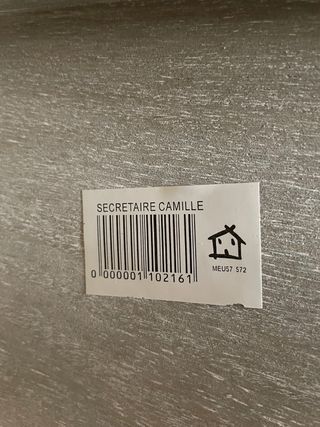 SECRETAIRE CAMILLE
0 000001 102161
MEU57 572